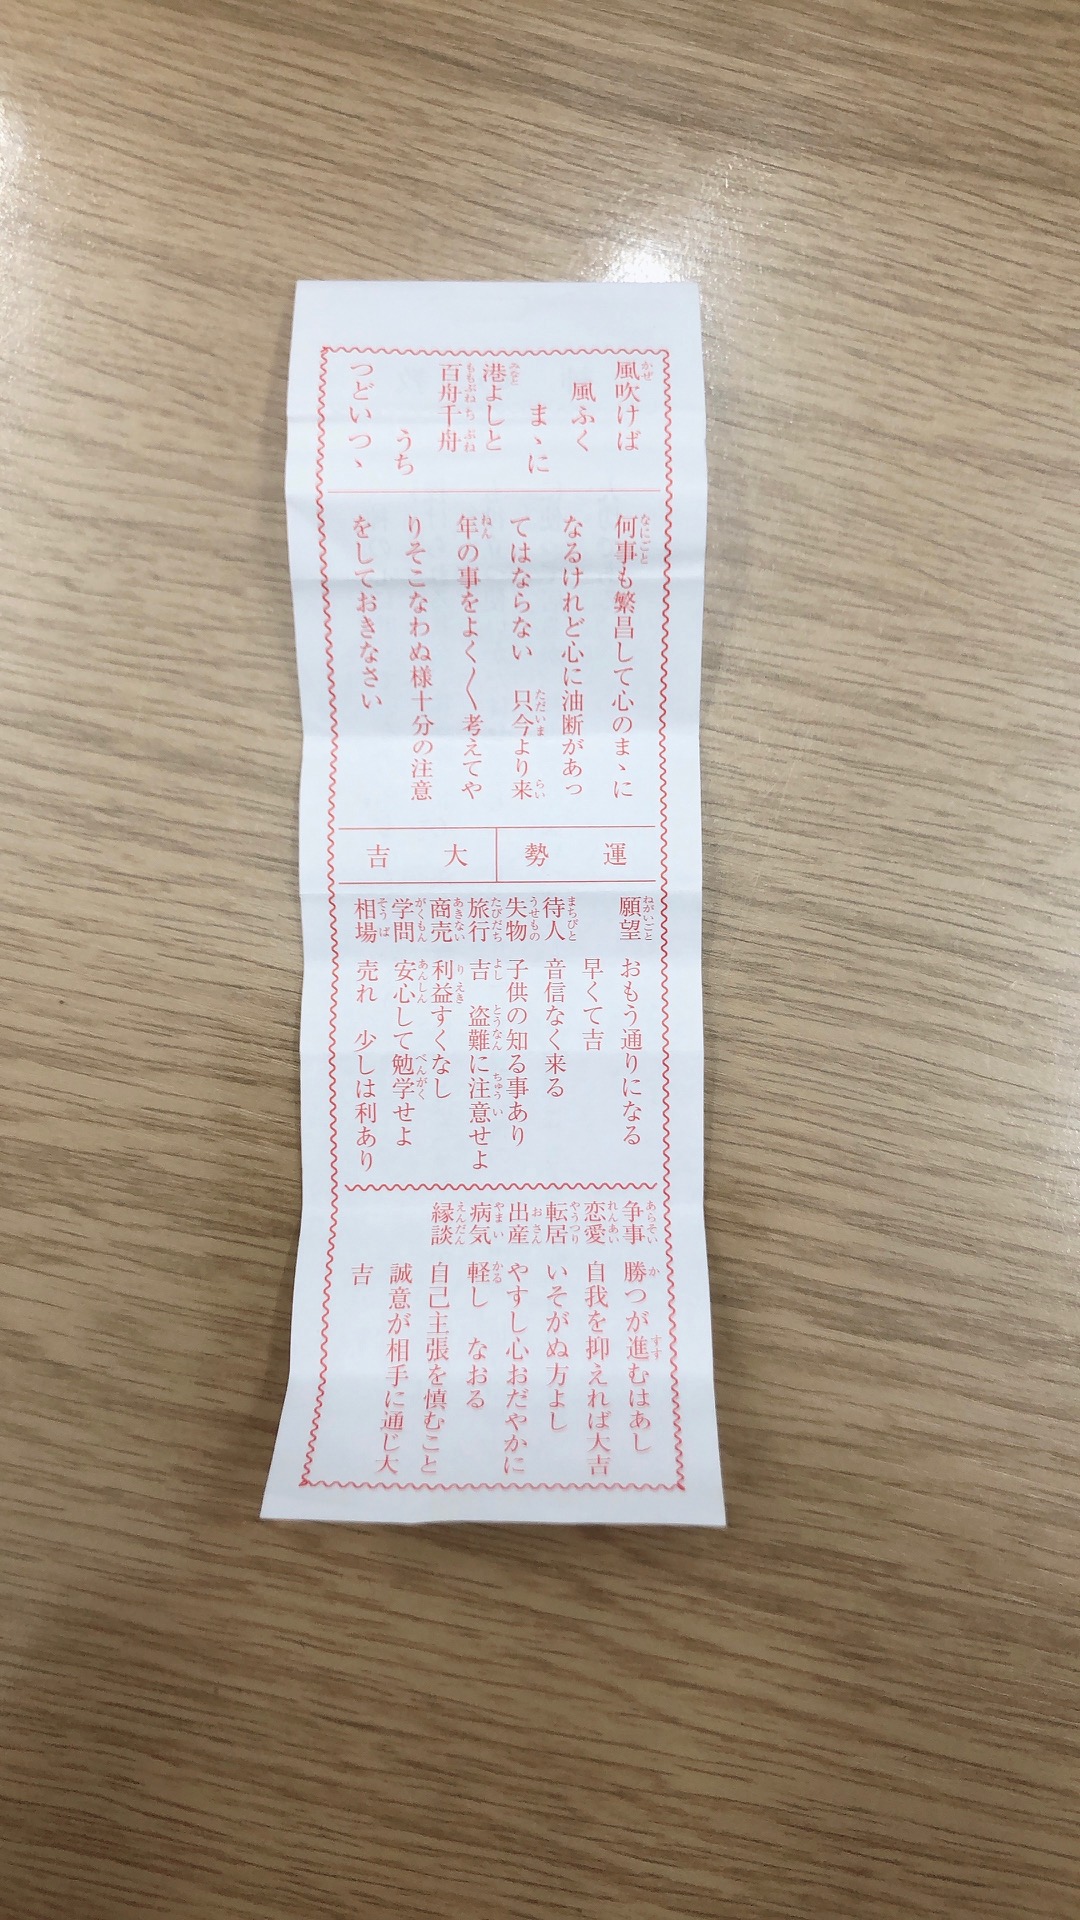 風吹けば
風ふく
まゝに
港よしと
百舟千舟
うち
つどいつゝ
何事も繁昌して心のまゝに
なるけれど心に油断があっ
てはならない　只今より来
年の事をよく〱考えてや
りそこなわぬ様十分の注意
をしておきなさい
運勢　大吉
願望　おもう通りになる
早くて吉
待人　音信なく来る
失物　子供の知る事あり
旅行　吉　盗難に注意せよ
商売　利益すくなし
学問　安心して勉学せよ
相場　売れ　少しは利あり
争事　勝つが進むはあし
恋愛　自我を抑えれば大吉
転居　いそがぬ方よし
出産　やすし心おだやかに
病気　軽し　なおる
縁談　自己主張を慎むこと
誠意が相手に通じ大
吉